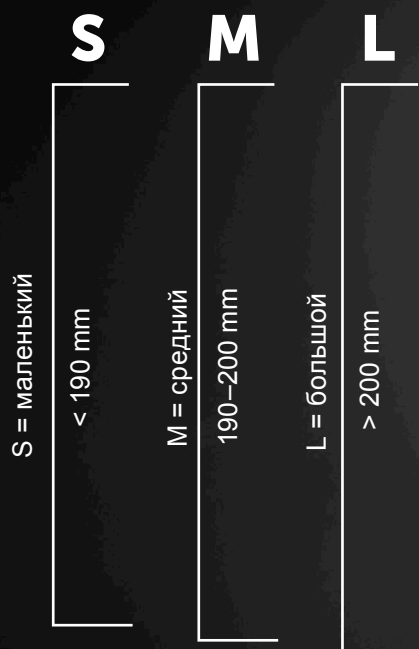 S
M
L
S = маленький
< 190 mm
M = средний
190–200 mm
L = большой
> 200 mm